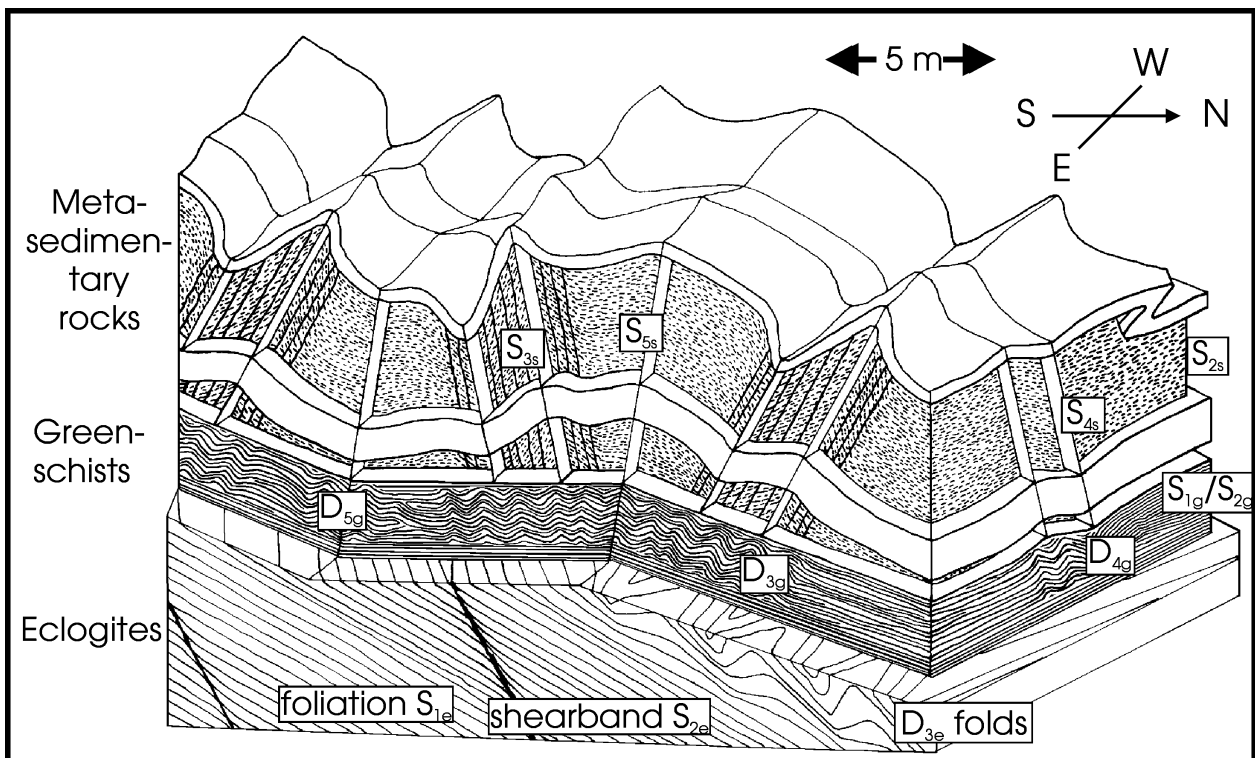 5 m
W
S
N
E
Meta-
sedimen-
tary
rocks
S3s
S5s
S2s
S4s
Green-
schists
S1g/S2g
D5g
D3g
D4g
Eclogites
foliation S1e
shearband S2e
D3e folds